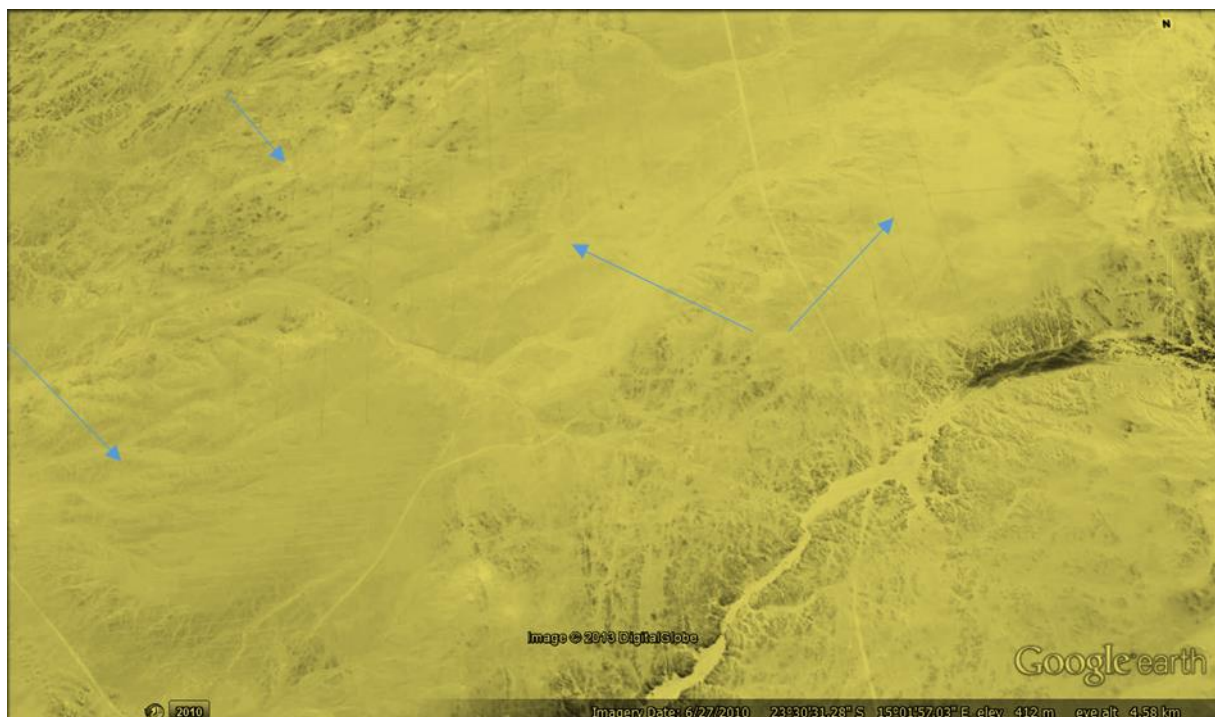 N
Image © 2013 DigitalGlobe
Google earth
2010
Imagery Date: 6/27/2010 23°30'31.28" S 15°01'57.03" E elev 412 m eye alt 4.58 km